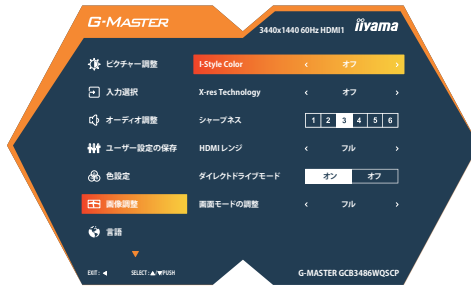 G-MASTER
3440x1440 60Hz HDMI1 iiyama
ピクチャー調整
I-Style Color ‹ オフ ›
入力選択
X-res Technology ‹ オフ ›
オーディオ調整
シャープネス 1 2 3 4 5 6
ユーザー設定の保存
HDMI レンジ ‹ フル ›
色設定
ダイレクトドライブモード オン オフ
画像調整
画面モードの調整 ‹ フル ›
言語
EXIT : ◀ SELECT : ▲/▼PUSH G-MASTER GCB3486WQSCP